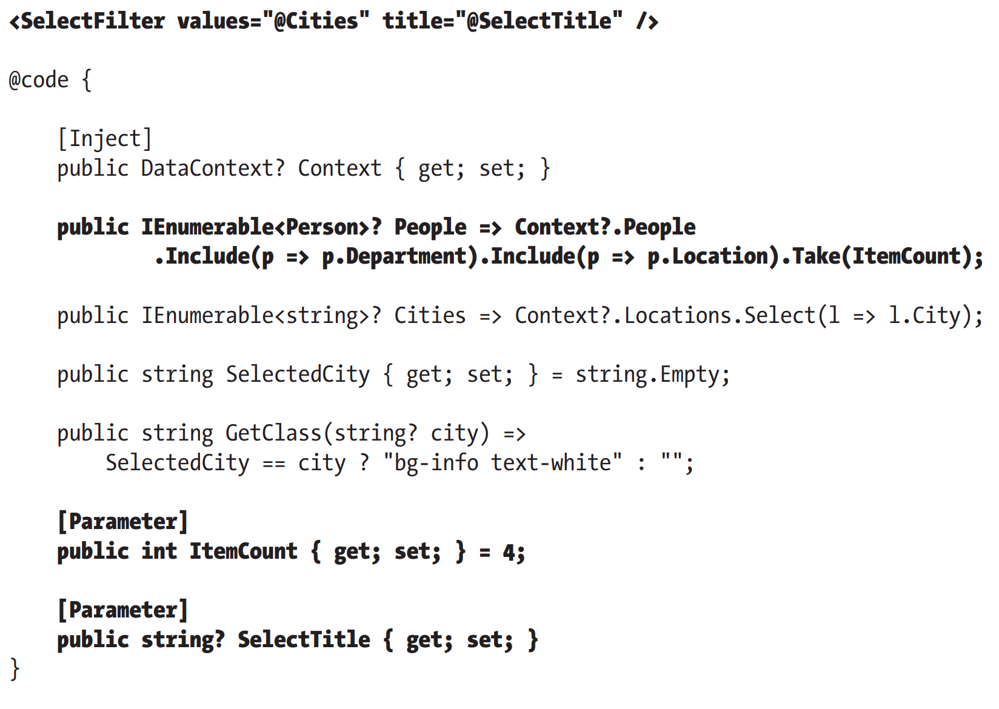 <SelectFilter values="@Cities" title="@SelectTitle" />
@code {
[Inject]
public DataContext? Context { get; set; }
public IEnumerable<Person>? People => Context?.People
.Include(p => p.Department).Include(p => p.Location).Take(ItemCount);
public IEnumerable<string>? Cities => Context?.Locations.Select(l => l.City);
public string SelectedCity { get; set; } = string.Empty;
public string GetClass(string? city) =>
SelectedCity == city ? "bg-info text-white" : "";
[Parameter]
public int ItemCount { get; set; } = 4;
[Parameter]
public string? SelectTitle { get; set; }
}